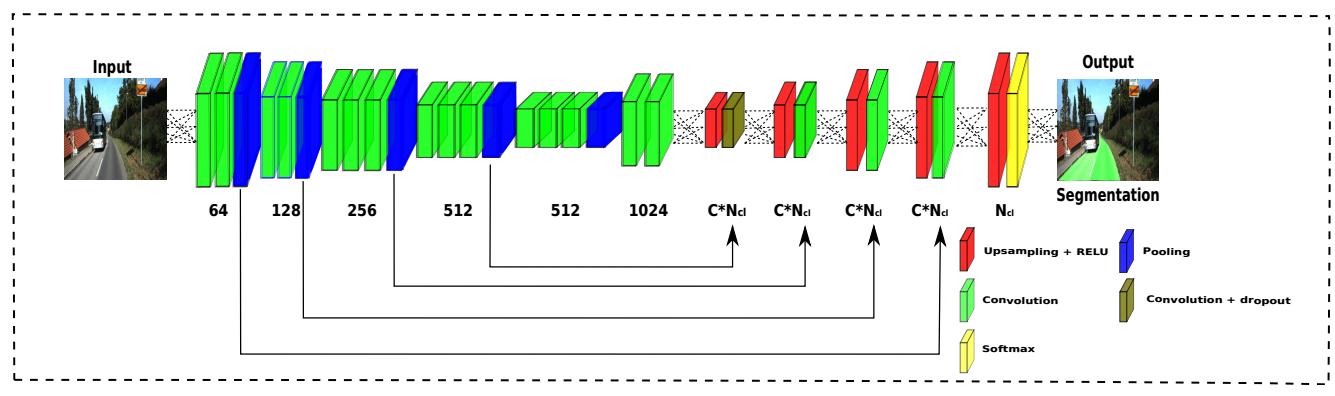 Input
Output
Segmentation
64 128 256 512 512 1024 C*Ncl C*Ncl C*Ncl C*Ncl Ncl
Upsampling + RELU
Pooling
Convolution
Convolution + dropout
Softmax